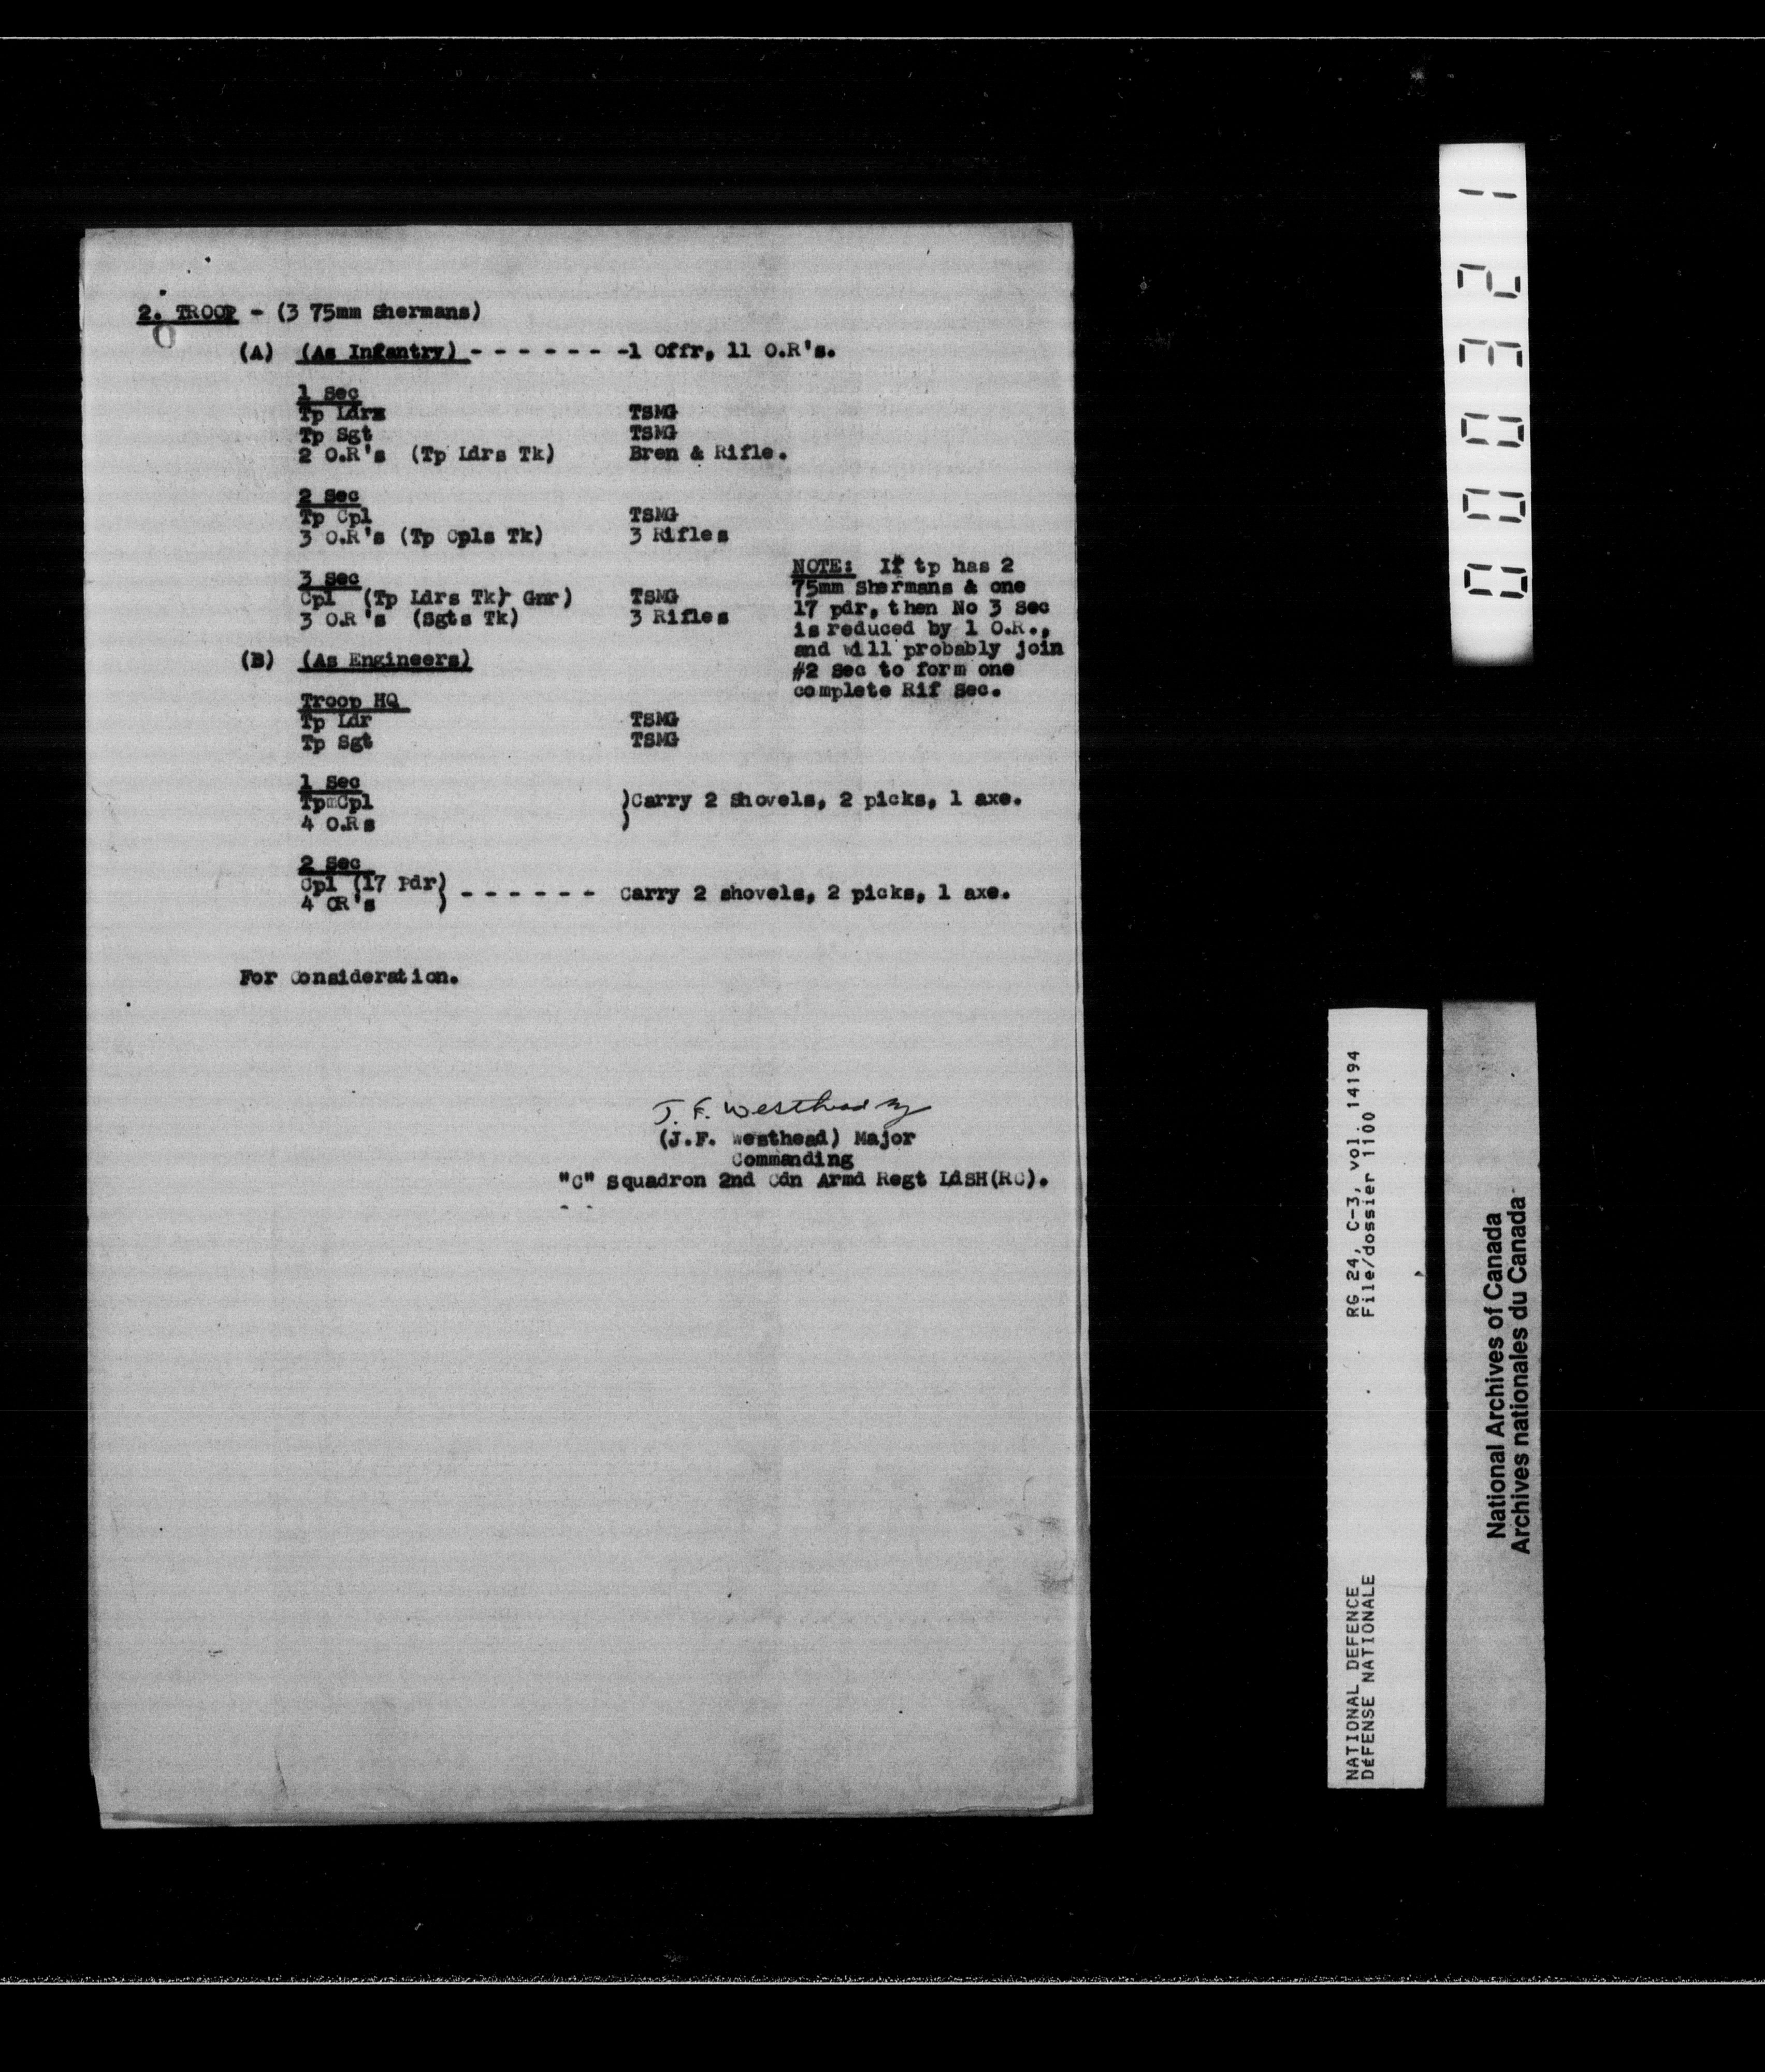 2. TROOP - (3 75mm Shermans)
(A) (As Infantry) - - - - - - -1 Offr, 11 O.R's.
1 Sec
Tp Ldrs TSMG
Tp Sgt TSMG
2 O.R's (Tp Ldrs Tk) Bren & Rifle.
2 Sec
Tp Cpl TSMG
3 O.R's (Tp Cpls Tk) 3 Rifles
3 Sec
Cpl (Tp Ldrs Tk) Gnr) TSMG
3 O.R's (Sgts Tk) 3 Rifles
NOTE: If tp has 2
75mm Shermans & one
17 pdr, then No 3 Sec
is reduced by 1 O.R.,
and will probably join
#2 Sec to form one
complete Rif Sec.
(B) (As Engineers)
Troop HQ
Tp Ldr TSMG
Tp Sgt TSMG
1 Sec
TpmCpl )Carry 2 Shovels, 2 picks, 1 axe.
4 O.Rs )
2 Sec
Cpl (17 Pdr) - - - - - - Carry 2 shovels, 2 picks, 1 axe.
4 OR's )
For Consideration.
J. F. Westhead Mj
(J.F. Westhead) Major
Commanding
"C" Squadron 2nd Cdn Armd Regt LdSH(RC).
- -
000321
RG 24, C-3, vol. 14194
File/dossier 1100
NATIONAL DEFENCE
DÉFENSE NATIONALE
National Archives of Canada
Archives nationales du Canada